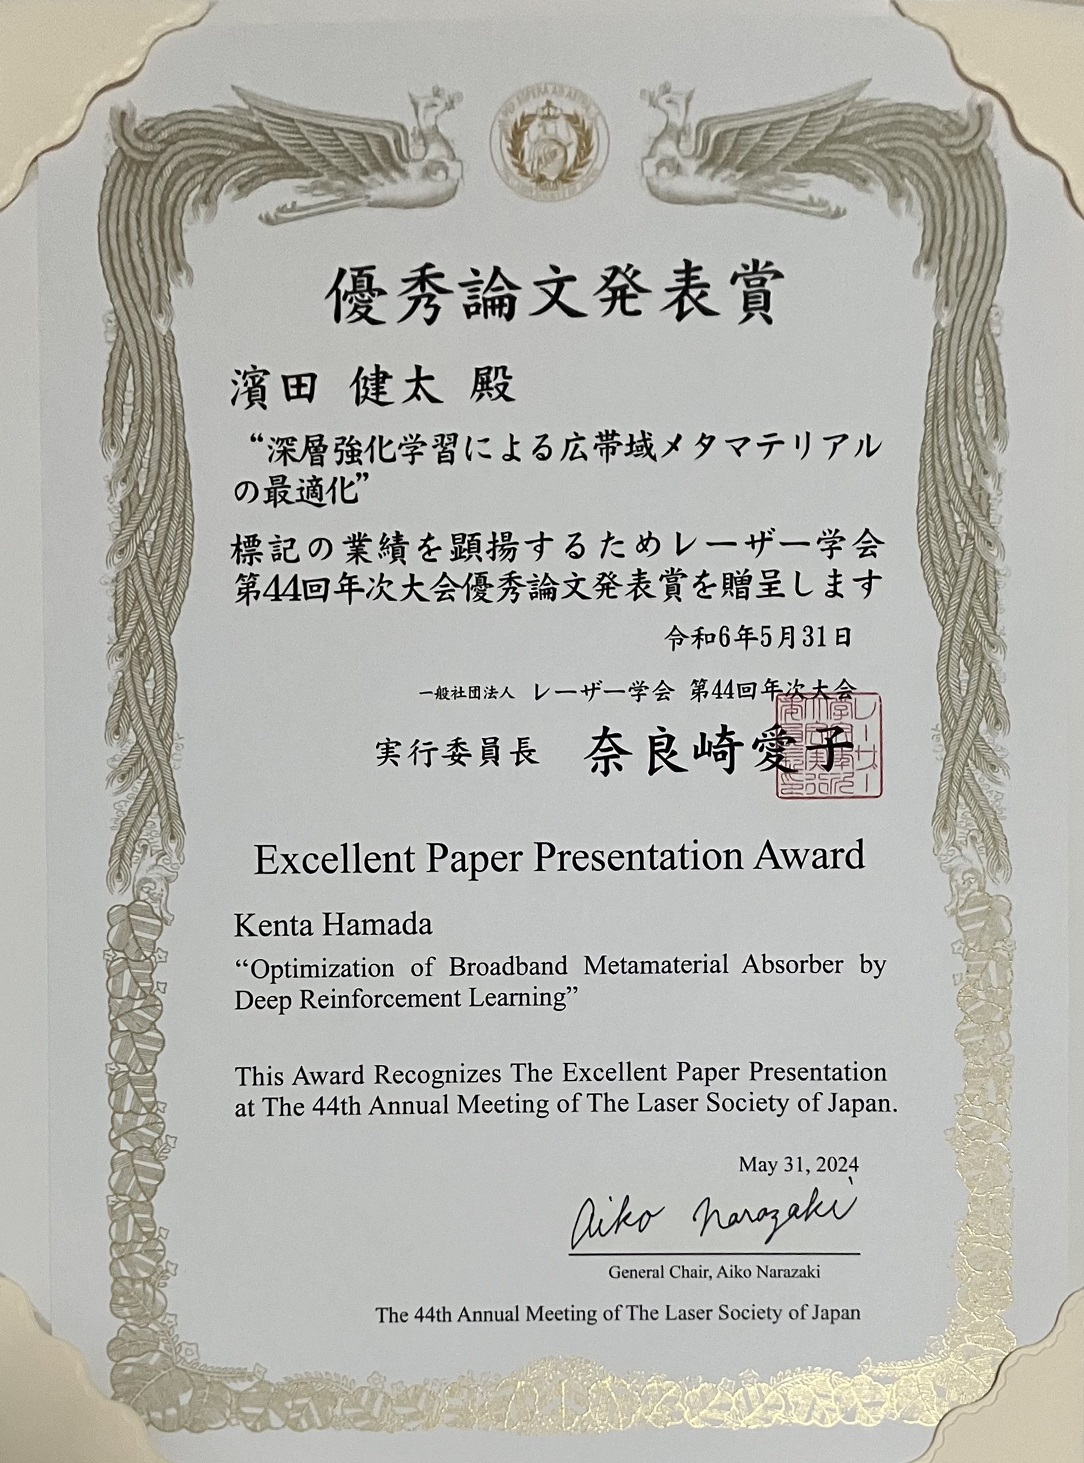 優秀論文発表賞
濱田 健太 殿
“深層強化学習による広帯域メタマテリアル
の最適化”
標記の業績を顕揚するためレーザー学会
第44回年次大会優秀論文発表賞を贈呈します
令和6年5月31日
一般社団法人 レーザー学会 第44回年次大会
実行委員長 奈良崎愛子
Excellent Paper Presentation Award
Kenta Hamada
“Optimization of Broadband Metamaterial Absorber by
Deep Reinforcement Learning”
This Award Recognizes The Excellent Paper Presentation
at The 44th Annual Meeting of The Laser Society of Japan.
May 31, 2024
Aiko Narazaki
General Chair, Aiko Narazaki
The 44th Annual Meeting of The Laser Society of Japan